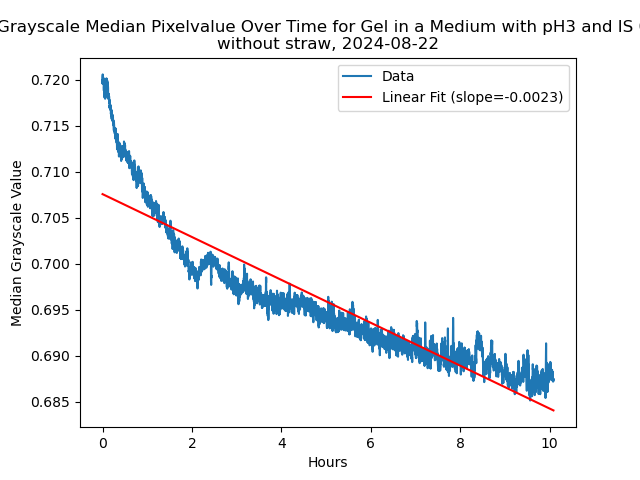 Grayscale Median Pixelvalue Over Time for Gel in a Medium with pH3 and IS
without straw, 2024-08-22
Data
Linear Fit (slope=-0.0023)
Median Grayscale Value
0.720
0.715
0.710
0.705
0.700
0.695
0.690
0.685
0 2 4 6 8 10
Hours